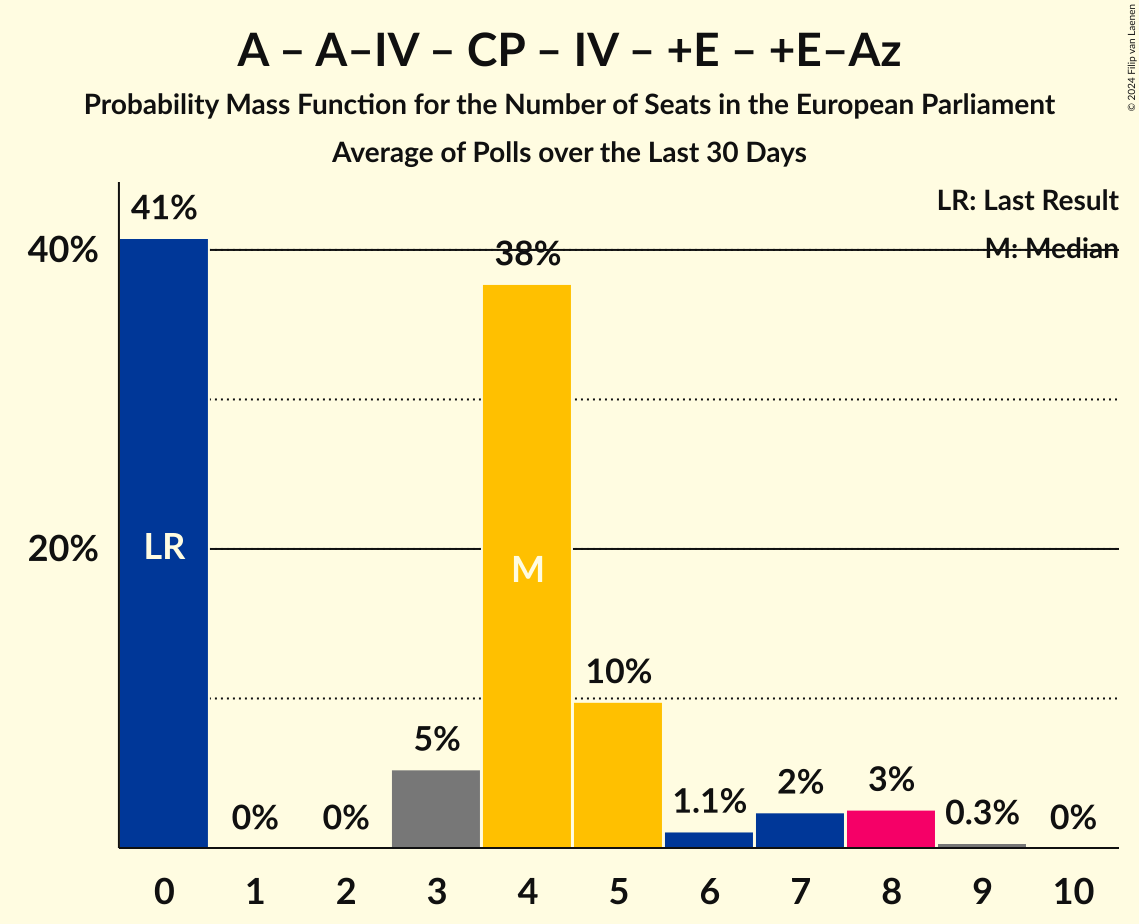 A – A–IV – CP – IV – +E – +E–Az
Probability Mass Function for the Number of Seats in the European Parliament
Average of Polls over the Last 30 Days
© 2024 Filip van Laenen
LR: Last Result
M: Median
40%
20%
41%
0%
0%
5%
38%
10%
1.1%
2%
3%
0.3%
0%
LR
M
0 1 2 3 4 5 6 7 8 9 10